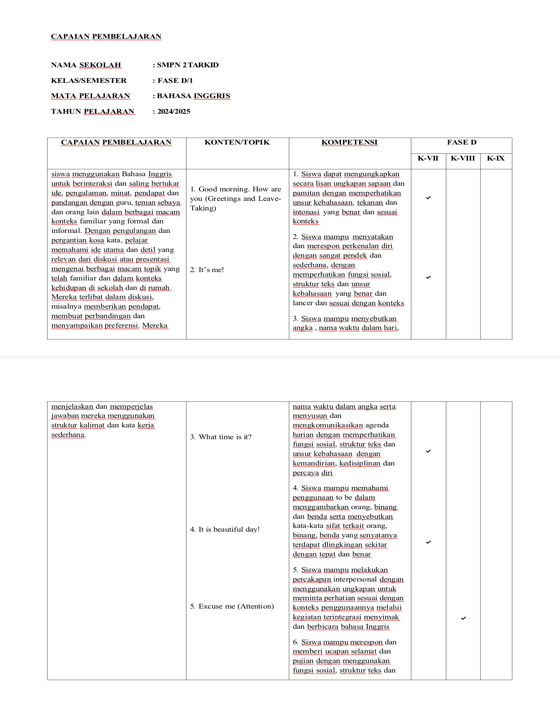 CAPAIAN PEMBELAJARAN
NAMA SEKOLAH : SMPN 2 TARKID
KELAS/SEMESTER : FASE D/1
MATA PELAJARAN : BAHASA INGGRIS
TAHUN PELAJARAN : 2024/2025
CAPAIAN PEMBELAJARAN KONTEN/TOPIK KOMPETENSI FASE D
K-VII K-VIII K-IX
siswa menggunakan Bahasa Inggris
untuk berinteraksi dan saling bertukar
ide, pengalaman, minat, pendapat dan
pandangan dengan guru, teman sebaya
dan orang lain dalam berbagai macam
konteks familiar yang formal dan
informal. Dengan pengulangan dan
pergantian kosa kata, pelajar
memahami ide utama dan detil yang
relevan dari diskusi atau presentasi
mengenai berbagai macam topik yang
telah familiar dan dalam konteks
kehidupan di sekolah dan di rumah.
Mereka terlibat dalam diskusi,
misalnya memberikan pendapat,
membuat perbandingan dan
menyampaikan preferensi. Mereka
1. Good morning. How are
you (Greetings and Leave-
Taking)
2. It's me!
1. Siswa dapat mengungkapkan
secara lisan ungkapan sapaan dan
pamitan dengan memperhatikan
unsur kebahasaan, tekanan dan
intonasi yang benar dan sesuai
konteks
✓
2. Siswa mampu menyatakan
dan merespon perkenalan diri
dengan sangat pendek dan
sederhana, dengan
memperhatikan fungsi sosial,
struktur teks dan unsur
kebahasaan yang benar dan
lancer dan sesuai dengan konteks
✓
3. Siswa mampu menyebutkan
angka , nama waktu dalam hari,
menjelaskan dan memperjelas
jawaban mereka menggunakan
struktur kalimat dan kata kerja
sederhana.
3. What time is it?
4. It is beautiful day!
5. Excuse me (Attention)
nama waktu dalam angka serta
menyusun dan
mengkomunikasikan agenda
harian dengan memperhatikan
fungsi sosial, struktur teks dan
unsur kebahasaan dengan
kemandirian, kedisiplinan dan
percaya diri
✓
4. Siswa mampu memahami
penggunaan to be dalam
menggambarkan orang, binang
dan benda serta menyebutkan
kata-kata sifat terkait orang,
binang, benda yang senyatanya
terdapat dlingkingan sekitar
dengan tepat dan benar
✓
5. Siswa mampu melakukan
percakapan interpersonal dengan
menggunakan ungkapan untuk
meminta perhatian sesuai dengan
konteks penggunaannya melalui
kegiatan terintegrasi menyimak
dan berbicara bahasa Inggris
✓
6. Siswa mampu merespon dan
memberi ucapan selamat dan
pujian dengan menggunakan
fungsi sosial, struktur teks dan